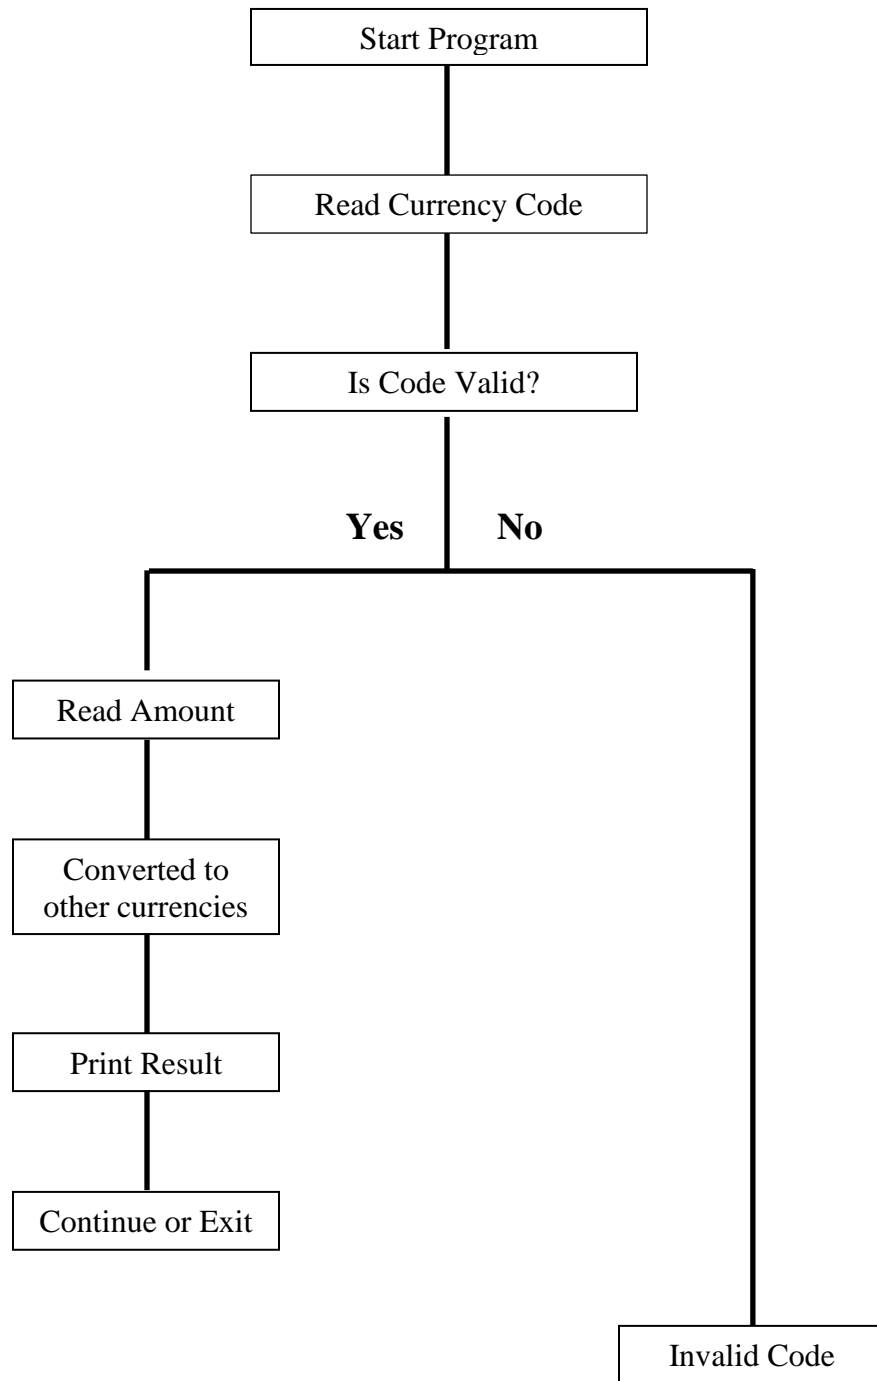 Start Program
Read Currency Code
Is Code Valid?
Yes No
Read Amount
Converted to
other currencies
Print Result
Continue or Exit
Invalid Code